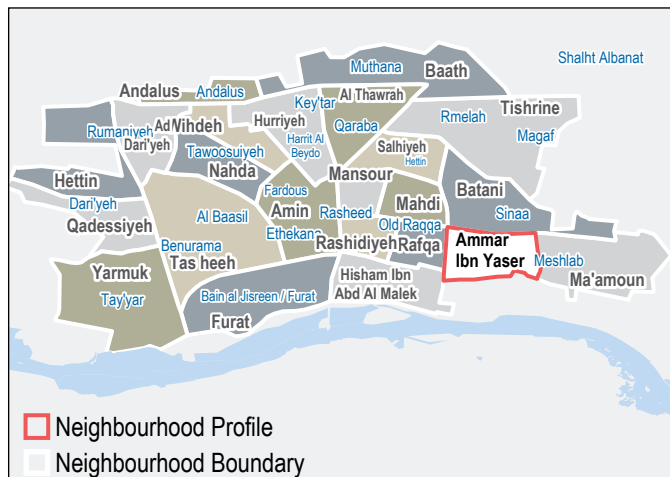 Shalht Albanat
Muthana
Baath
Andalus
Andalus
Key'tar
Al Thawrah
Tishrine
Rumaniyeh
Ad
Dari'yeh
Wihdeh
Hurriyeh
Qaraba
Rmelah
Magaf
Tawoosuiyeh
Harrit Al
Beydo
Salhiyeh
Hettin
Hettin
Nahda
Mansour
Batani
Dari'yeh
Fardous
Mahdi
Qadessiyeh
Al Baasil
Amin
Rasheed
Old Raqqa
Sinaa
Benurama
Ethekana
Rashidiyeh
Rafqa
Ammar
Ibn Yaser
Tas heeh
Meshlab
Yarmuk
Tay'yar
Hisham Ibn
Abd Al Malek
Ma'amoun
Bain al Jisreen / Furat
Furat
Neighbourhood Profile
Neighbourhood Boundary